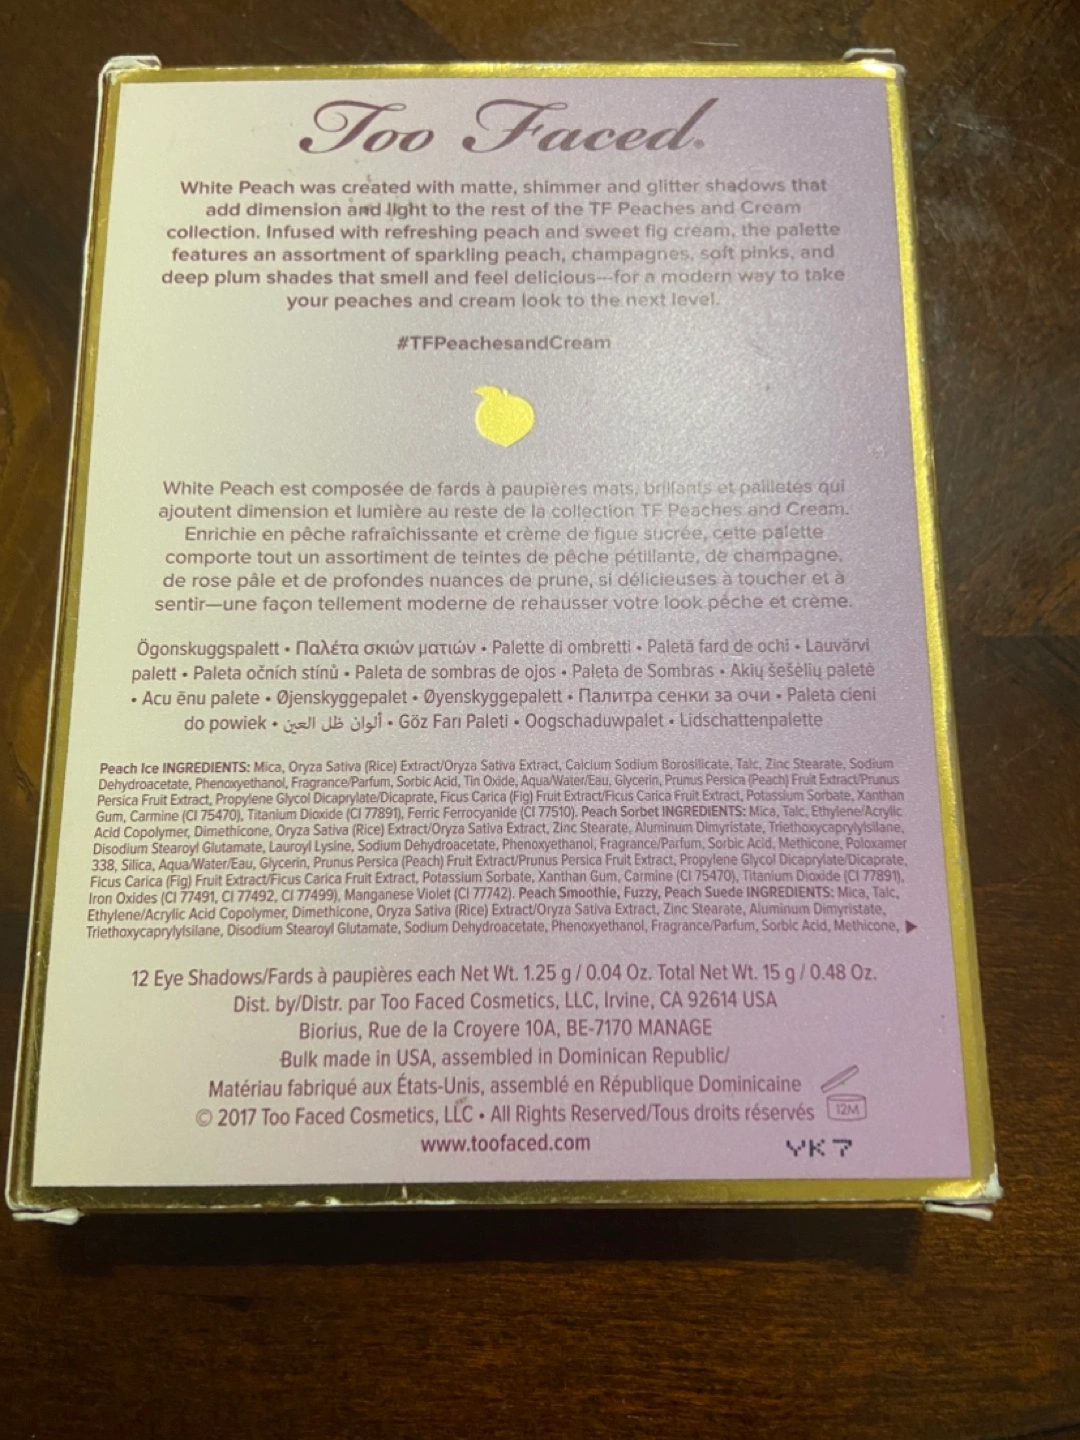 Too Faced.
White Peach was created with matte, shimmer and glitter shadows that
add dimension and light to the rest of the TF Peaches and Cream
collection. Infused with refreshing peach and sweet fig cream, the palette
features an assortment of sparkling peach, champagnes, soft pinks, and
deep plum shades that smell and feel delicious—for a modern way to take
your peaches and cream look to the next level.
#TFPeachesandCream
White Peach est composée de fards à paupières mats, brillants et pailletés qui
ajoutent dimension et lumière au reste de la collection TF Peaches and Cream.
Enrichie en pêche rafraîchissante et crème de figue sucrée, cette palette
comporte tout un assortiment de teintes de pêche pétillante, de champagne,
de rose pâle et de profondes nuances de prune, si délicieuses à toucher et à
sentir—une façon tellement moderne de rehausser votre look pêche et crème.
Ögonskuggspalett • Παλέτα σκιών ματιών • Palette di ombretti • Paletă fard de ochi • Lauvärvi
palett • Paleta očních stínů • Paleta de sombras de ojos • Paleta de Sombras • Akių šešėlių paletė
• Acu ēnu palete • Øjenskyggepalet • Øyenskyggepalett • Палитра сенки за очи • Paleta cieni
do powiek • ألوان ظل العين • Göz Farı Paleti • Oogschaduwpalet • Lidschattenpalette
Peach Ice INGREDIENTS: Mica, Oryza Sativa (Rice) Extract/Oryza Sativa Extract, Calcium Sodium Borosilicate, Talc, Zinc Stearate, Sodium
Dehydroacetate, Phenoxyethanol, Fragrance/Parfum, Sorbic Acid, Tin Oxide, Aqua/Water/Eau, Glycerin, Prunus Persica (Peach) Fruit Extract/Prunus
Persica Fruit Extract, Propylene Glycol Dicaprylate/Dicaprate, Ficus Carica (Fig) Fruit Extract/Ficus Carica Fruit Extract, Potassium Sorbate, Xanthan
Gum, Carmine (CI 75470), Titanium Dioxide (CI 77891), Ferric Ferrocyanide (CI 77510). Peach Sorbet INGREDIENTS: Mica, Talc, Ethylene/Acrylic
Acid Copolymer, Dimethicone, Oryza Sativa (Rice) Extract/Oryza Sativa Extract, Zinc Stearate, Aluminum Dimyristate, Triethoxycaprylylsilane,
Disodium Stearoyl Glutamate, Lauroyl Lysine, Sodium Dehydroacetate, Phenoxyethanol, Fragrance/Parfum, Sorbic Acid, Methicone, Poloxamer
338, Silica, Aqua/Water/Eau, Glycerin, Prunus Persica (Peach) Fruit Extract/Prunus Persica Fruit Extract, Propylene Glycol Dicaprylate/Dicaprate,
Ficus Carica (Fig) Fruit Extract/Ficus Carica Fruit Extract, Potassium Sorbate, Xanthan Gum, Carmine (CI 75470), Titanium Dioxide (CI 77891),
Iron Oxides (CI 77491, CI 77492, CI 77499), Manganese Violet (CI 77742). Peach Smoothie, Fuzzy, Peach Suede INGREDIENTS: Mica, Talc,
Ethylene/Acrylic Acid Copolymer, Dimethicone, Oryza Sativa (Rice) Extract/Oryza Sativa Extract, Zinc Stearate, Aluminum Dimyristate,
Triethoxycaprylylsilane, Disodium Stearoyl Glutamate, Sodium Dehydroacetate, Phenoxyethanol, Fragrance/Parfum, Sorbic Acid, Methicone, ▶
12 Eye Shadows/Fards à paupières each Net Wt. 1.25 g / 0.04 Oz. Total Net Wt. 15 g / 0.48 Oz.
Dist. by/Distr. par Too Faced Cosmetics, LLC, Irvine, CA 92614 USA
Biorius, Rue de la Croyere 10A, BE-7170 MANAGE
Bulk made in USA, assembled in Dominican Republic/
Matériau fabriqué aux États-Unis, assemblé en République Dominicaine
© 2017 Too Faced Cosmetics, LLC • All Rights Reserved/Tous droits réservés 12M
www.toofaced.com
YK7